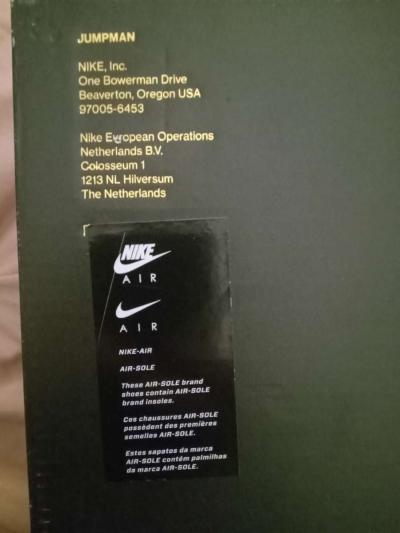 JUMPMAN
NIKE, Inc.
One Bowerman Drive
Beaverton, Oregon USA
97005-6453
Nike European Operations
Netherlands B.V.
Colosseum 1
1213 NL Hilversum
The Netherlands
NIKE
AIR
AIR
NIKE-AIR
AIR-SOLE
These AIR-SOLE brand
shoes contain AIR-SOLE
brand insoles.
Ces chaussures AIR-SOLE
possèdent des premières
semelles AIR-SOLE.
Estes sapatos da marca
AIR-SOLE contêm palmilhas
da marca AIR-SOLE.